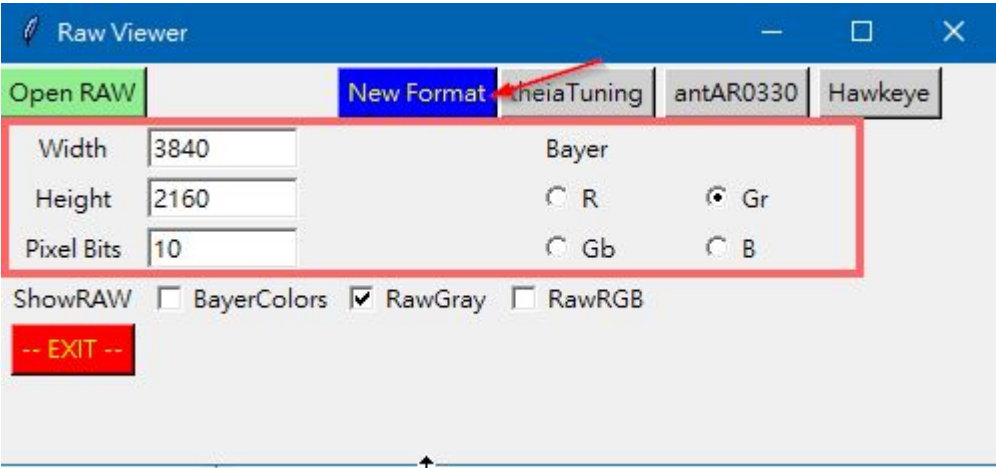 Raw Viewer
Open RAW New Format theiaTuning antAR0330 Hawkeye
Width 3840 Bayer
Height 2160 R Gr
Pixel Bits 10 Gb B
ShowRAW BayerColors RawGray RawRGB
-- EXIT --